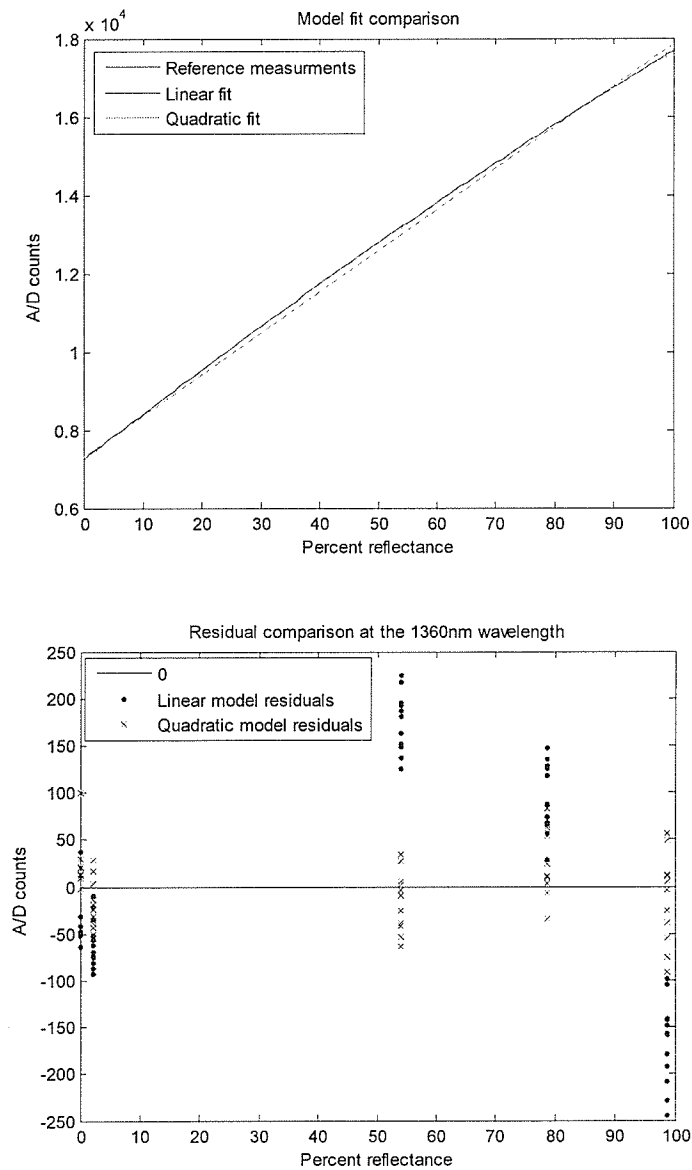 Model fit comparison
x 10^4
1.8
1.6
1.4
1.2
1
0.8
0.6
A/D counts
Reference measurments
Linear fit
Quadratic fit
0 10 20 30 40 50 60 70 80 90 100
Percent reflectance
Residual comparison at the 1360nm wavelength
250
200
150
100
50
0
-50
-100
-150
-200
-250
A/D counts
0
Linear model residuals
Quadratic model residuals
0 10 20 30 40 50 60 70 80 90 100
Percent reflectance